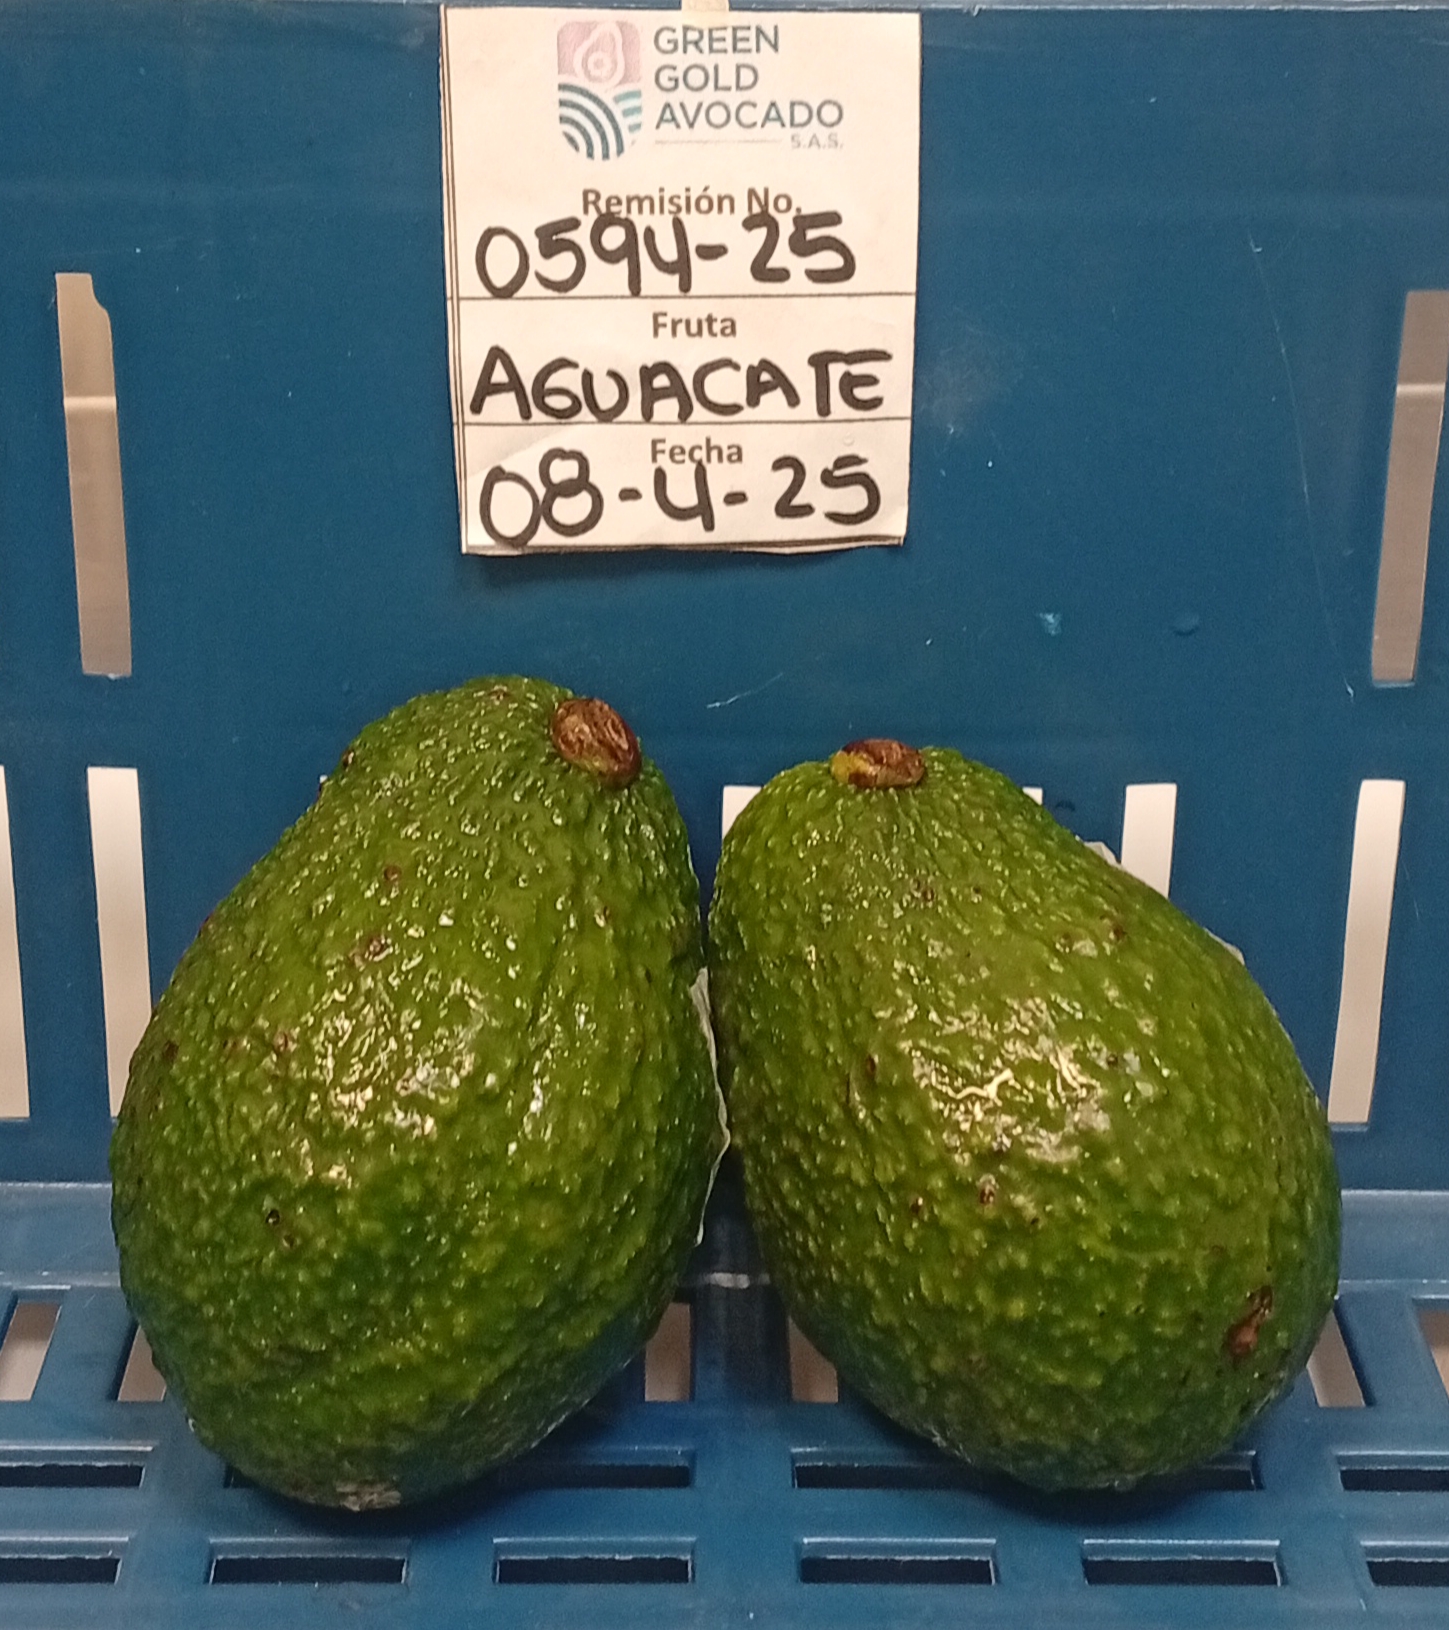 GREEN
GOLD
AVOCADO
S.A.S.
Remisión No.
0594-25
Fruta
AGUACATE
Fecha
08-4-25